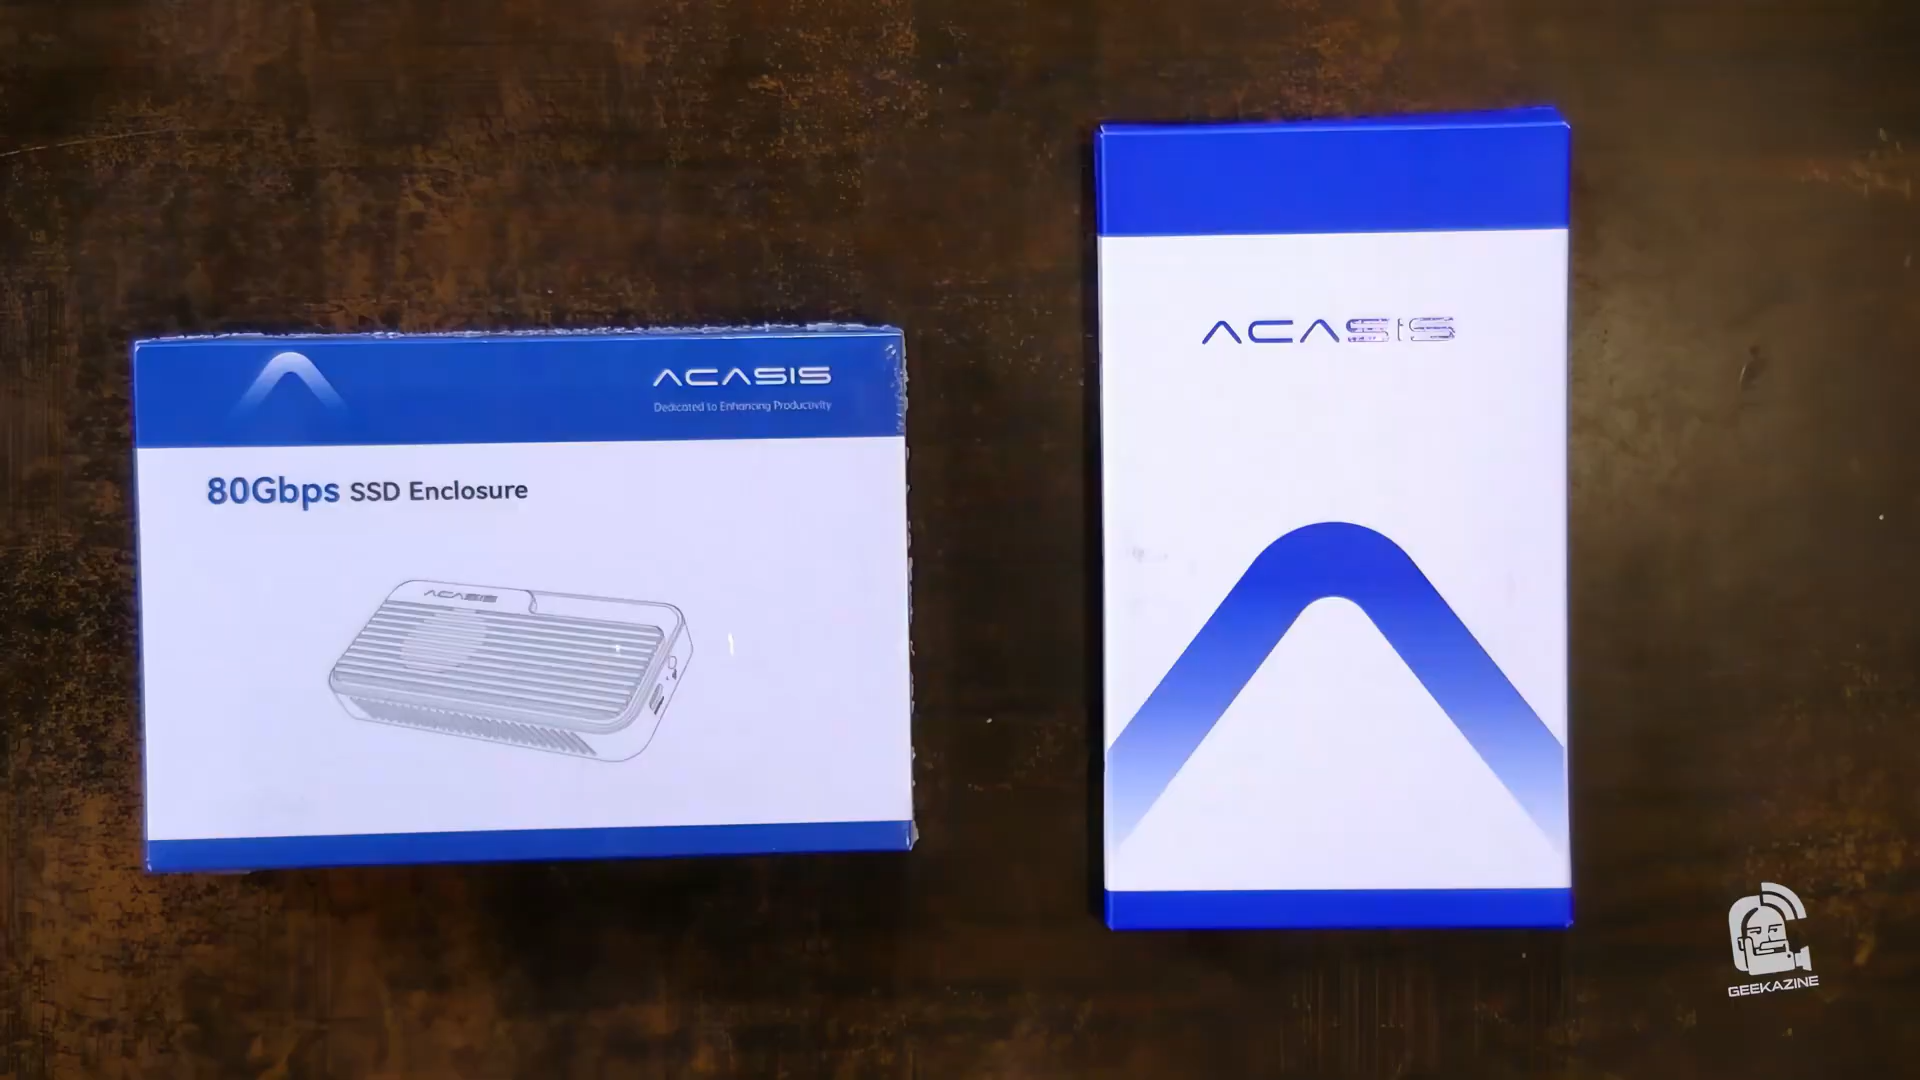 ACASIS
Dedicated to Enhancing Productivity
80Gbps SSD Enclosure
ACASIS
ACASIS
GEEKAZINE